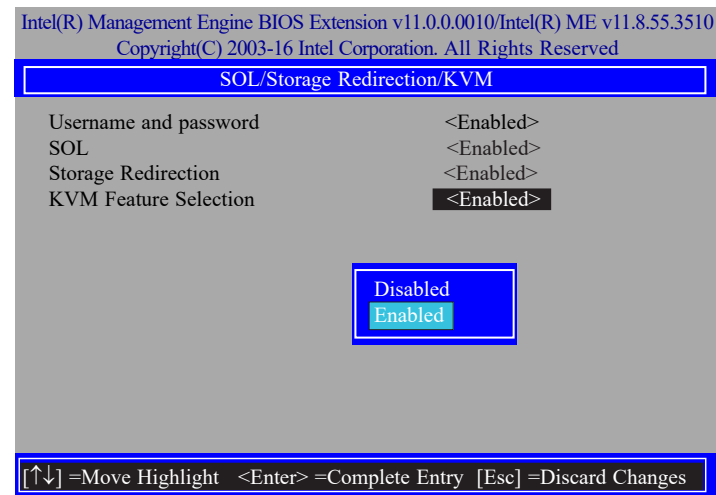 Intel(R) Management Engine BIOS Extension v11.0.0.0010/Intel(R) ME v11.8.55.3510
Copyright(C) 2003-16 Intel Corporation. All Rights Reserved
SOL/Storage Redirection/KVM
Username and password <Enabled>
SOL <Enabled>
Storage Redirection <Enabled>
KVM Feature Selection <Enabled>
Disabled
Enabled
[↑↓] =Move Highlight <Enter> =Complete Entry [Esc] =Discard Changes